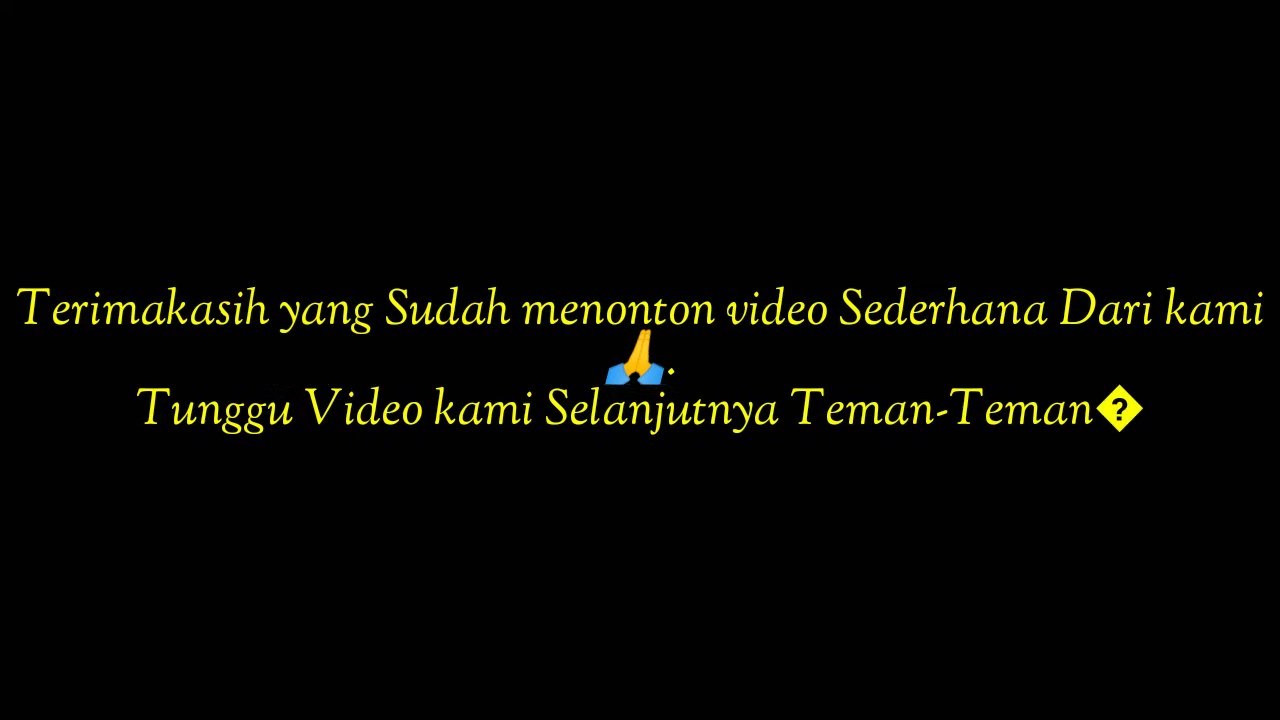 Terimakasih yang Sudah menonton video Sederhana Dari kami
🙏.
Tunggu Video kami Selanjutnya Teman-Teman�